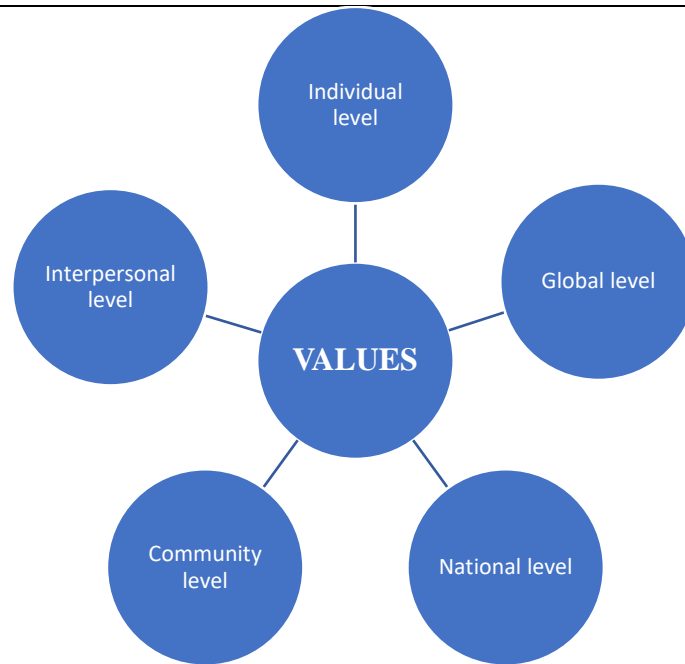 Individual
level
Interpersonal
level
Global level
VALUES
Community
level
National level